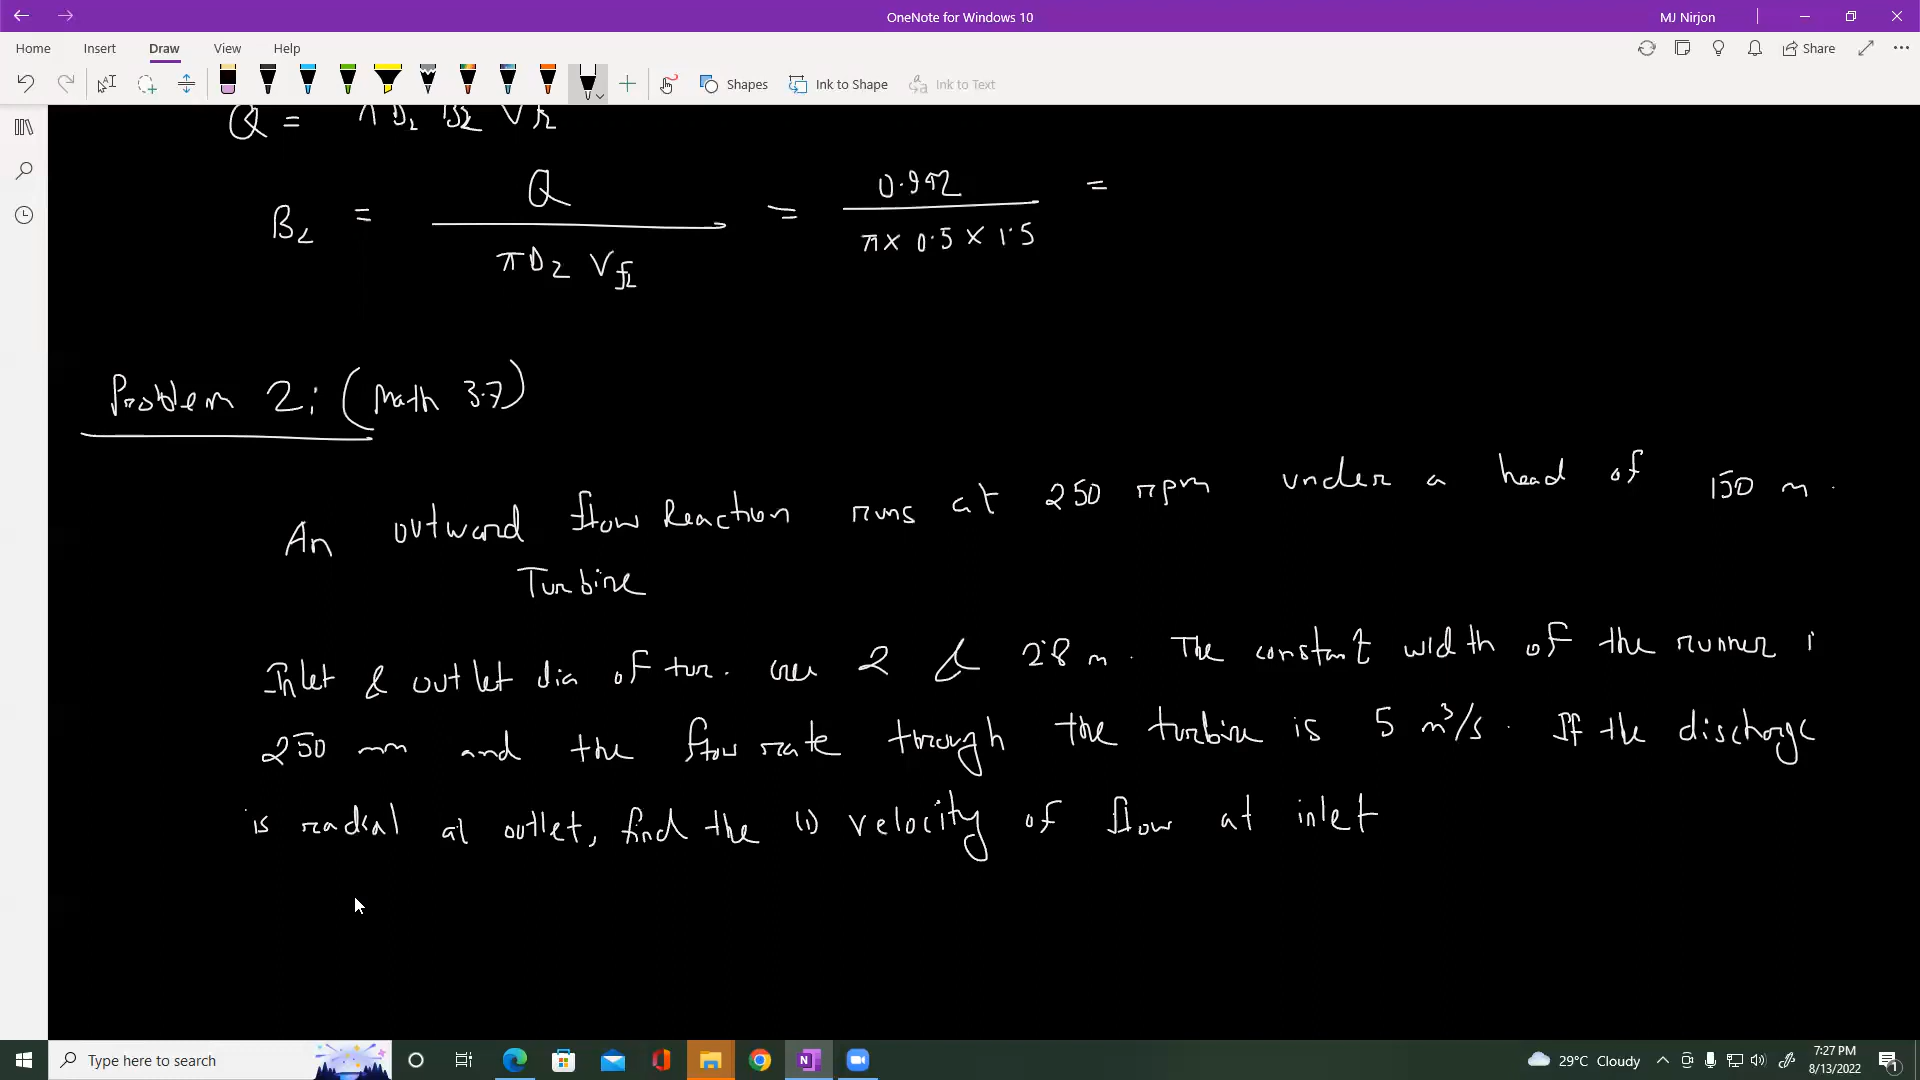 OneNote for Windows 10
MJ Nirjon
Home Insert Draw View Help
Share
Shapes Ink to Shape Ink to Text
Q = π D₂ B₂ Vf₂
B₂ = Q / π D₂ Vf₂ = 0.942 / π × 0.5 × 1.5 =
Problem 2: (Math 3.7)
An outward flow Reaction runs at 250 rpm under a head of 150 m.
Turbine
Inlet & outlet dia of tur. are 2 & 2.8 m. The constant width of the runner i
250 mm and the flow rate through the turbine is 5 m³/s. If the discharge
is radial at outlet, find the (i) velocity of flow at inlet
Type here to search
29°C Cloudy
7:27 PM
8/13/2022
1